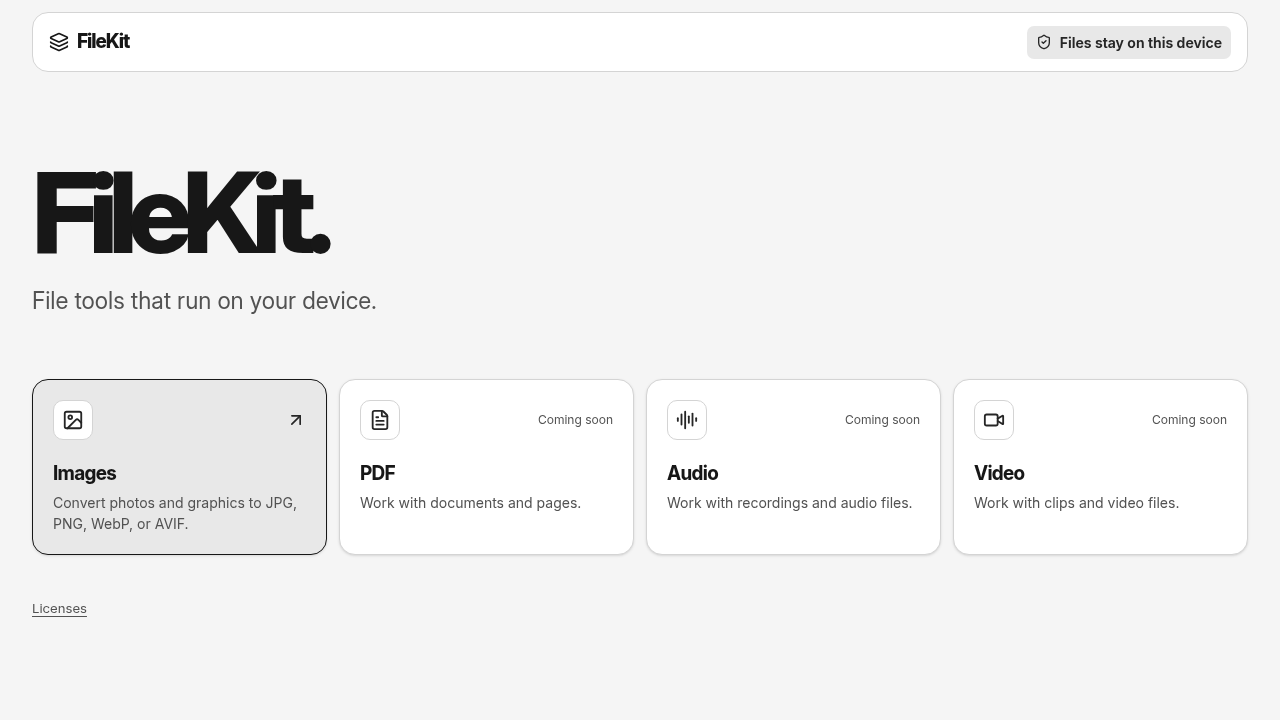 FileKit
Files stay on this device
FileKit.
File tools that run on your device.
Images
Convert photos and graphics to JPG,
PNG, WebP, or AVIF.
Coming soon
PDF
Work with documents and pages.
Coming soon
Audio
Work with recordings and audio files.
Coming soon
Video
Work with clips and video files.
Licenses